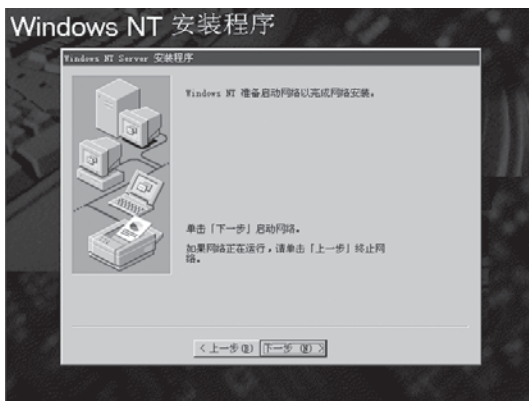 Windows NT 安装程序
Windows NT Server 安装程序
Windows NT 准备启动网络以完成网络安装。
单击「下一步」启动网络。
如果网络正在运行，请单击「上一步」终止网
络。
< 上一步(B)
下一步(N) >